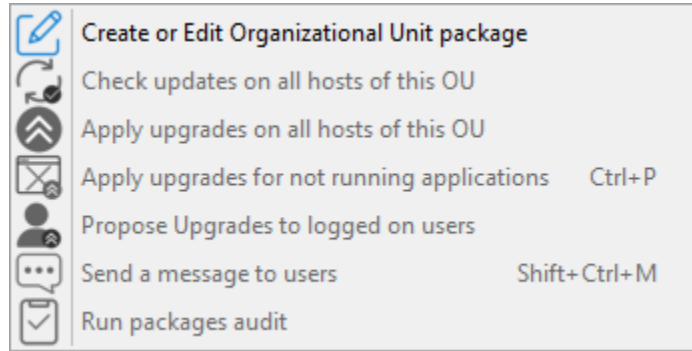 Create or Edit Organizational Unit package
Check updates on all hosts of this OU
Apply upgrades on all hosts of this OU
Apply upgrades for not running applications Ctrl+P
Propose Upgrades to logged on users
Send a message to users Shift+Ctrl+M
Run packages audit